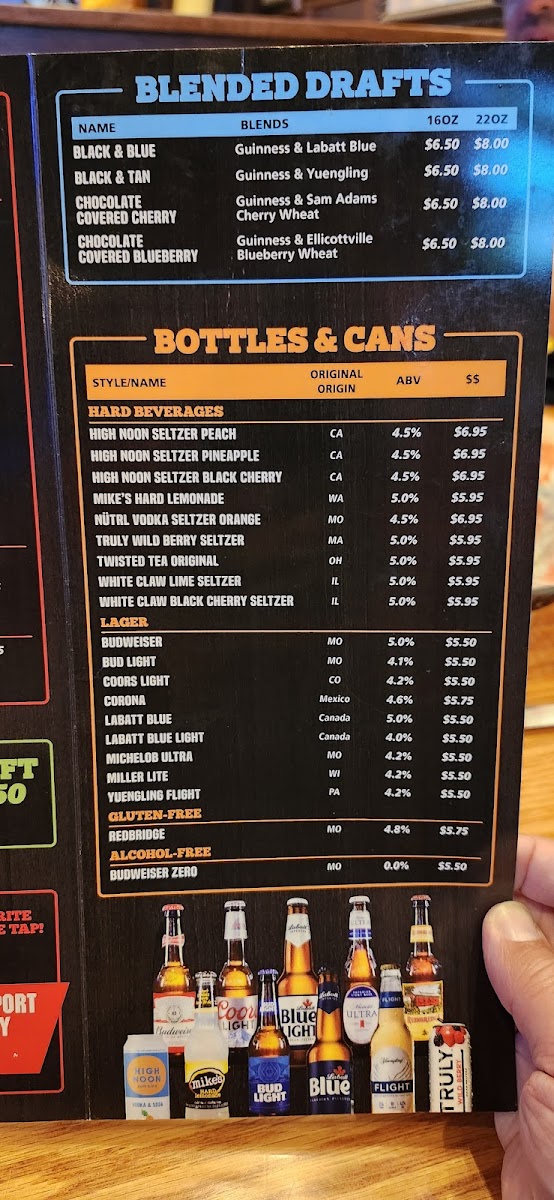 BLENDED DRAFTS
NAME BLENDS 16OZ 22OZ
BLACK & BLUE Guinness & Labatt Blue $6.50 $8.00
BLACK & TAN Guinness & Yuengling $6.50 $8.00
CHOCOLATE
COVERED CHERRY Guinness & Sam Adams
Cherry Wheat $6.50 $8.00
CHOCOLATE
COVERED BLUEBERRY Guinness & Ellicottville
Blueberry Wheat $6.50 $8.00
BOTTLES & CANS
STYLE/NAME ORIGINAL
ORIGIN ABV $$
HARD BEVERAGES
HIGH NOON SELTZER PEACH CA 4.5% $6.95
HIGH NOON SELTZER PINEAPPLE CA 4.5% $6.95
HIGH NOON SELTZER BLACK CHERRY CA 4.5% $6.95
MIKE'S HARD LEMONADE WA 5.0% $5.95
NÜTRL VODKA SELTZER ORANGE MO 4.5% $6.95
TRULY WILD BERRY SELTZER MA 5.0% $5.95
TWISTED TEA ORIGINAL OH 5.0% $5.95
WHITE CLAW LIME SELTZER IL 5.0% $5.95
WHITE CLAW BLACK CHERRY SELTZER IL 5.0% $5.95
LAGER
BUDWEISER MO 5.0% $5.50
BUD LIGHT MO 4.1% $5.50
COORS LIGHT CO 4.2% $5.50
CORONA Mexico 4.6% $5.75
LABATT BLUE Canada 5.0% $5.50
LABATT BLUE LIGHT Canada 4.0% $5.50
MICHELOB ULTRA MO 4.2% $5.50
MILLER LITE WI 4.2% $5.50
YUENGLING FLIGHT PA 4.2% $5.50
GLUTEN-FREE
REDBRIDGE MO 4.8% $5.75
ALCOHOL-FREE
BUDWEISER ZERO MO 0.0% $5.50
FT
50
RITE
E TAP!
PORT
Y
Budweiser
Coors
LIGHT
Labatt
Blue
LIGHT
ULTRA
HIGH
NOON
VODKA & SODA
mike's
HARD
lemonade
BUD
LIGHT
Labatt
Blue
FLIGHT
Yuengling
FLIGHT
TRULY
WILD BERRY